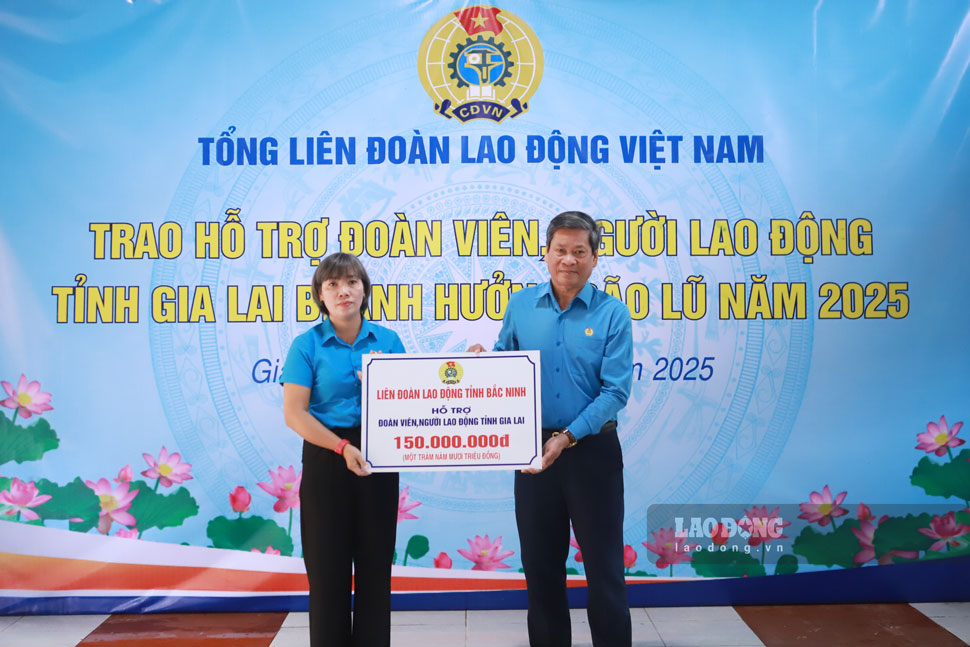 CĐVN
TỔNG LIÊN ĐOÀN LAO ĐỘNG VIỆT NAM
TRAO HỖ TRỢ ĐOÀN VIÊN, NGƯỜI LAO ĐỘNG
TỈNH GIA LAI B ẢNH HƯỞNG BÃO LŨ NĂM 2025
Gia 2025
LIÊN ĐOÀN LAO ĐỘNG TỈNH BẮC NINH
HỖ TRỢ
ĐOÀN VIÊN,NGƯỜI LAO ĐỘNG TỈNH GIA LAI
150.000.000đ
(MỘT TRĂM NĂM MƯƠI TRIỆU ĐỒNG)
LAO ĐỘNG
laodong.vn